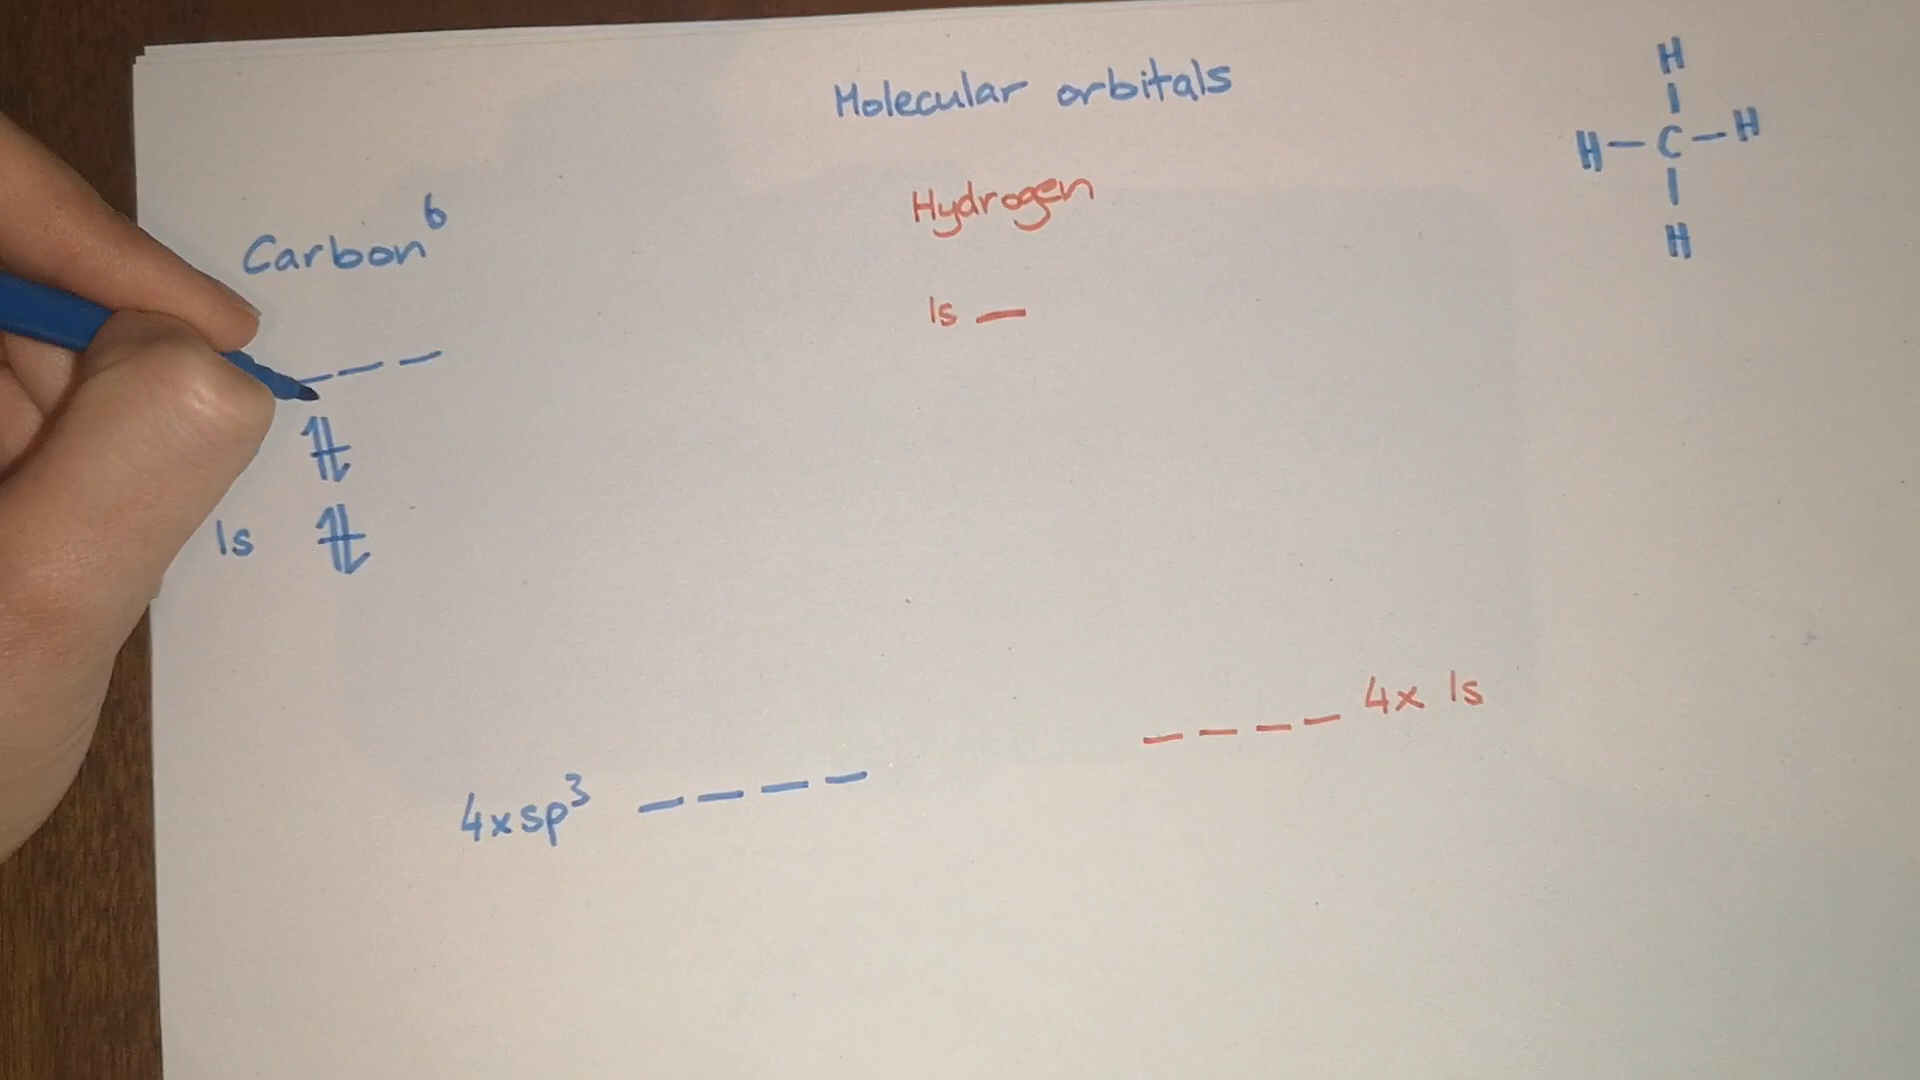 Molecular orbitals
H
H-C-H
H
Hydrogen
Carbon6
1s
1s
4x 1s
4xsp3